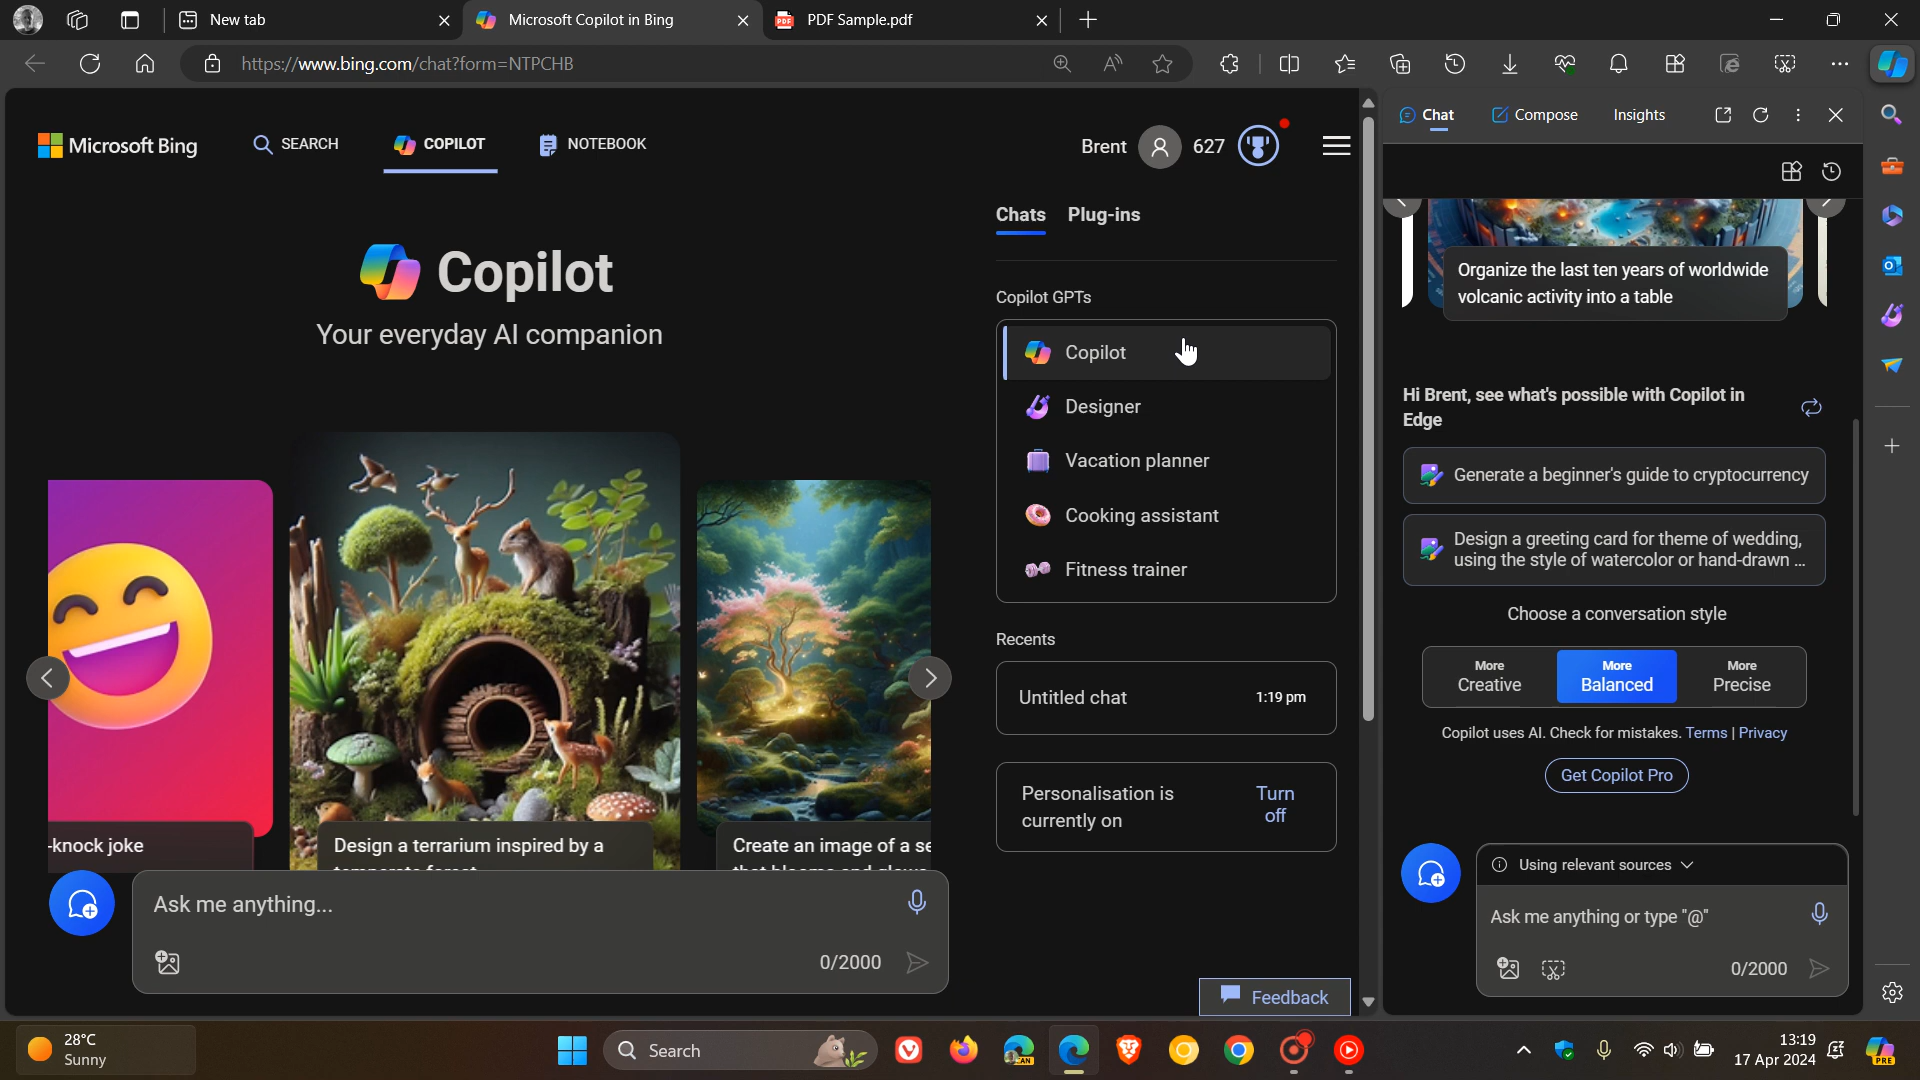 New tab
Microsoft Copilot in Bing
PDF Sample.pdf
https://www.bing.com/chat?form=NTPCHB
Microsoft Bing
SEARCH
COPILOT
NOTEBOOK
Brent
627
Copilot
Your everyday AI companion
-knock joke
Design a terrarium inspired by a
Create an image of a se
Ask me anything...
0/2000
Chats
Plug-ins
Copilot GPTs
Copilot
Designer
Vacation planner
Cooking assistant
Fitness trainer
Recents
Untitled chat
1:19 pm
Personalisation is
currently on
Turn
off
Feedback
Chat
Compose
Insights
Organize the last ten years of worldwide
volcanic activity into a table
Hi Brent, see what's possible with Copilot in
Edge
Generate a beginner's guide to cryptocurrency
Design a greeting card for theme of wedding,
using the style of watercolor or hand-drawn ...
Choose a conversation style
More
Creative
More
Balanced
More
Precise
Copilot uses AI. Check for mistakes. Terms | Privacy
Get Copilot Pro
Using relevant sources
Ask me anything or type "@"
0/2000
28°C
Sunny
Search
CAN
13:19
17 Apr 2024
PRE